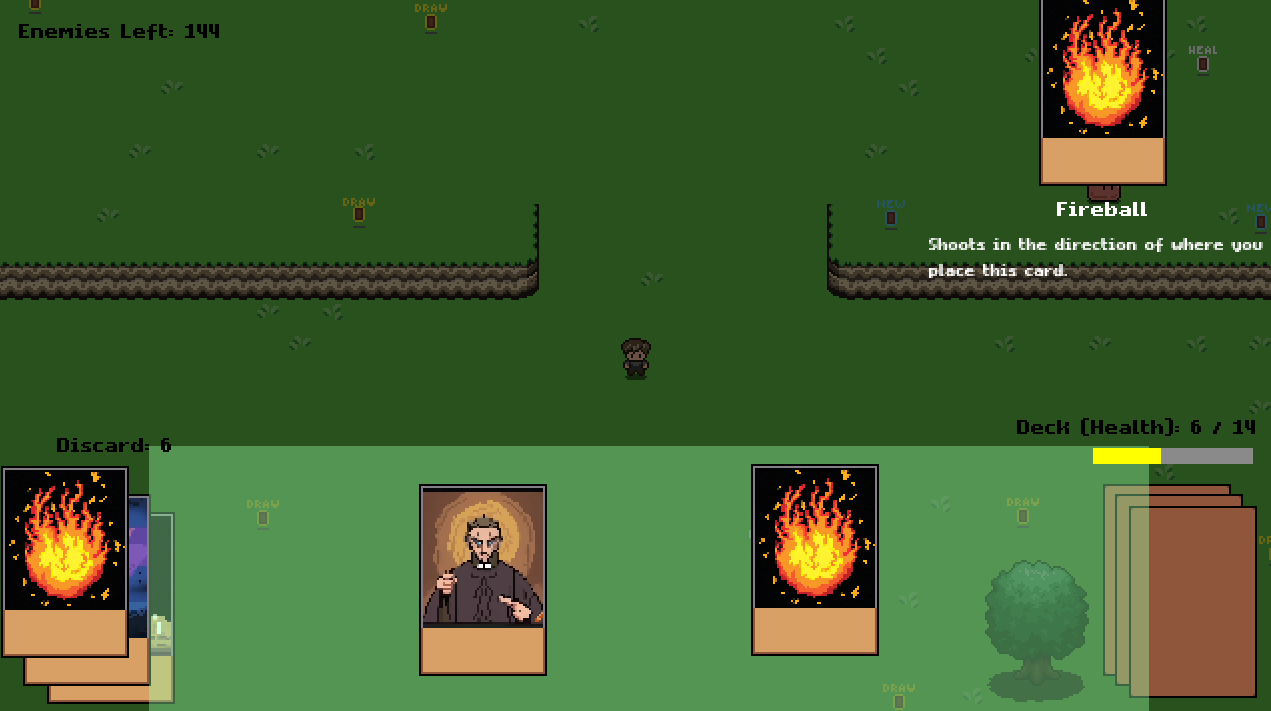 DRAW
Enemies Left: 144
HEAL
DRAW
NEW
NEW
Fireball
Shoots in the direction of where you
place this card.
Deck (Health): 6 / 14
Discard: 6
DRAW
DRAW
DRAW